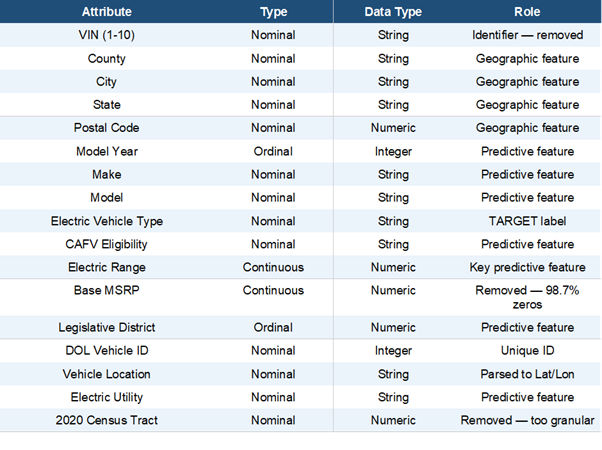 Attribute Type Data Type Role
VIN (1-10) Nominal String Identifier — removed
County Nominal String Geographic feature
City Nominal String Geographic feature
State Nominal String Geographic feature
Postal Code Nominal Numeric Geographic feature
Model Year Ordinal Integer Predictive feature
Make Nominal String Predictive feature
Model Nominal String Predictive feature
Electric Vehicle Type Nominal String TARGET label
CAFV Eligibility Nominal String Predictive feature
Electric Range Continuous Numeric Key predictive feature
Base MSRP Continuous Numeric Removed — 98.7%
zeros
Legislative District Ordinal Numeric Predictive feature
DOL Vehicle ID Nominal Integer Unique ID
Vehicle Location Nominal String Parsed to Lat/Lon
Electric Utility Nominal String Predictive feature
2020 Census Tract Nominal Numeric Removed — too granular